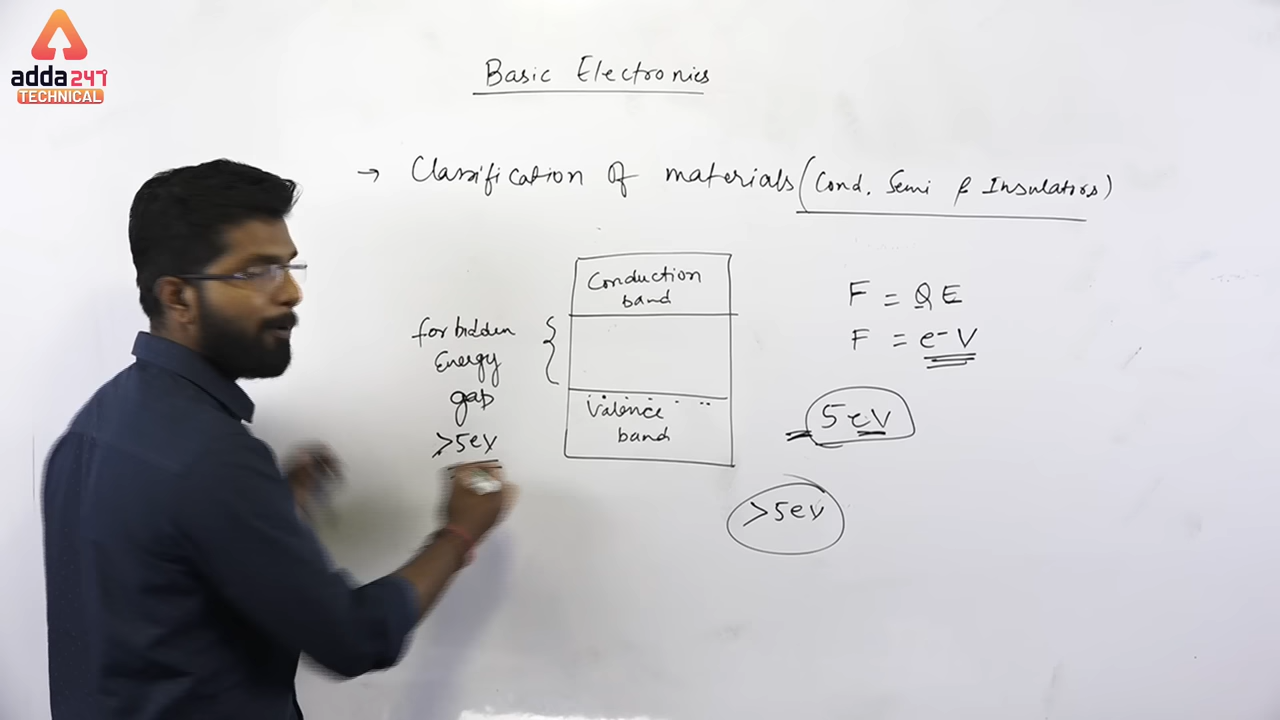 adda247
TECHNICAL
Basic Electronics
→ Classification of materials (Cond, Semi & Insulators)
Conduction
band
forbidden
Energy
gap
>5ev
Valence
band
F = QE
F = e-V
5eV
>5ev